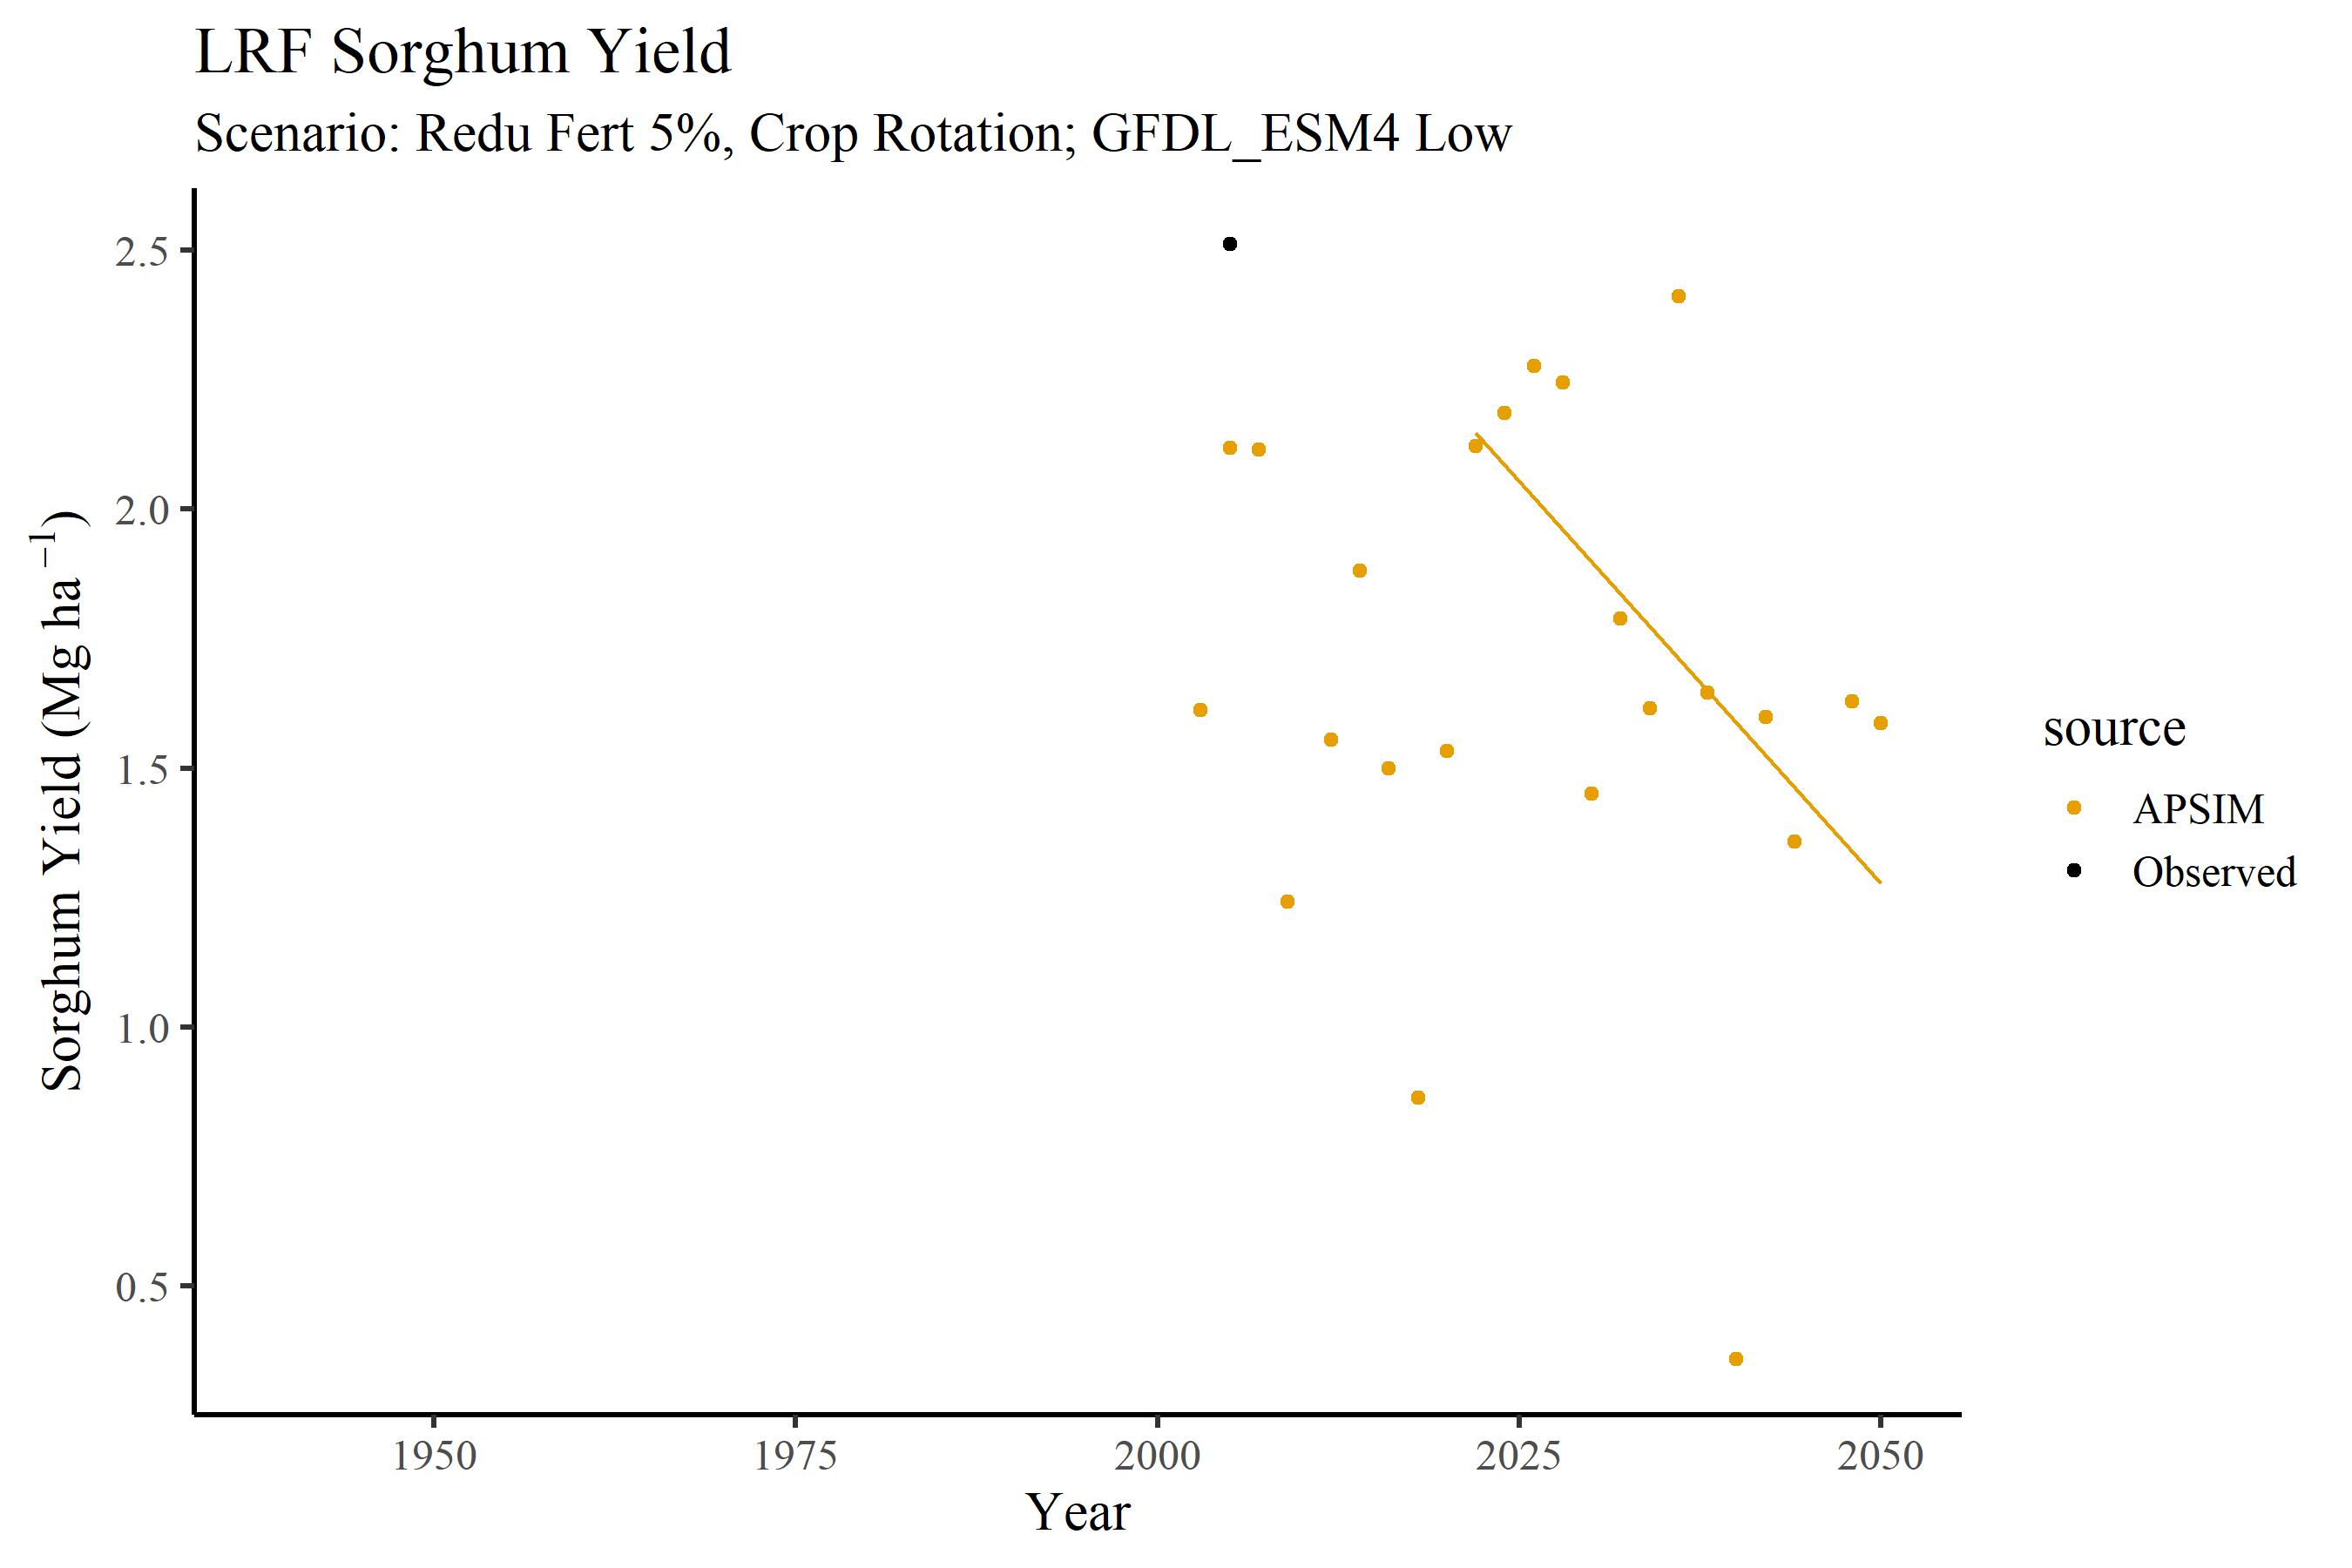 LRF Sorghum Yield
Scenario: Redu Fert 5%, Crop Rotation; GFDL_ESM4 Low
Sorghum Yield (Mg ha⁻¹)
2.5
2.0
1.5
1.0
0.5
1950 1975 2000 2025 2050
Year
source
APSIM
Observed